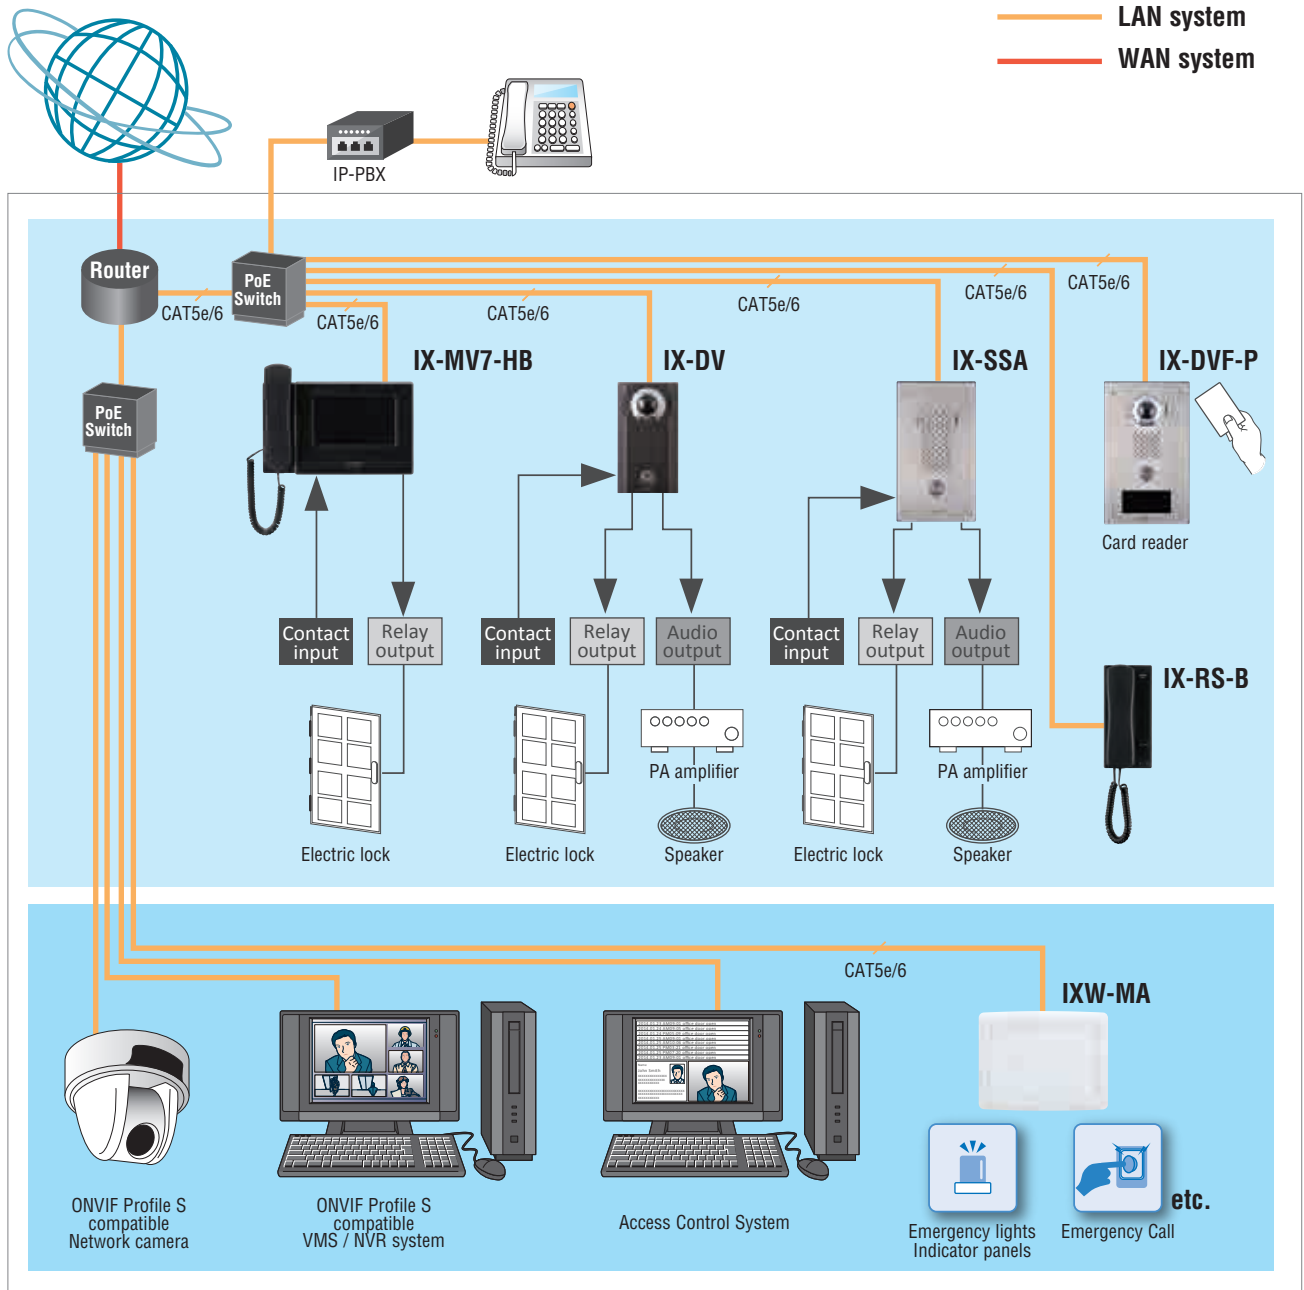 LAN system
WAN system
IP-PBX
Router
PoE
Switch
CAT5e/6
CAT5e/6
CAT5e/6
CAT5e/6
CAT5e/6
CAT5e/6
IX-MV7-HB
IX-DV
IX-SSA
IX-DVF-P
PoE
Switch
Card reader
Contact
input
Relay
output
Contact
input
Relay
output
Audio
output
Contact
input
Relay
output
Audio
output
IX-RS-B
PA amplifier
PA amplifier
Electric lock
Electric lock
Speaker
Electric lock
Speaker
CAT5e/6
IXW-MA
ONVIF Profile S
compatible
Network camera
ONVIF Profile S
compatible
VMS / NVR system
Access Control System
Emergency lights
Indicator panels
Emergency Call
etc.